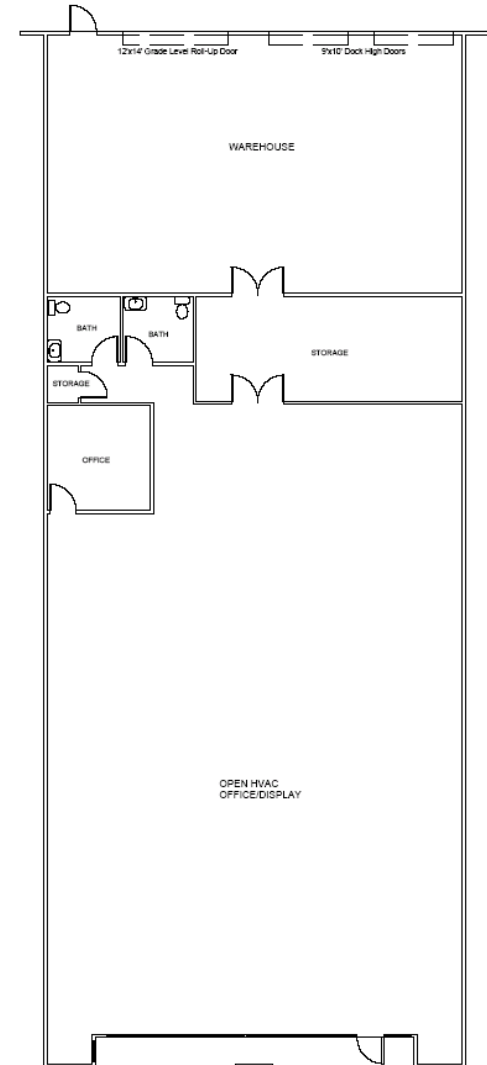 12'x14' Grade Level Roll-Up Door
9'x10' Dock High Doors
WAREHOUSE
BATH
BATH
STORAGE
STORAGE
OFFICE
OPEN HVAC
OFFICE/DISPLAY